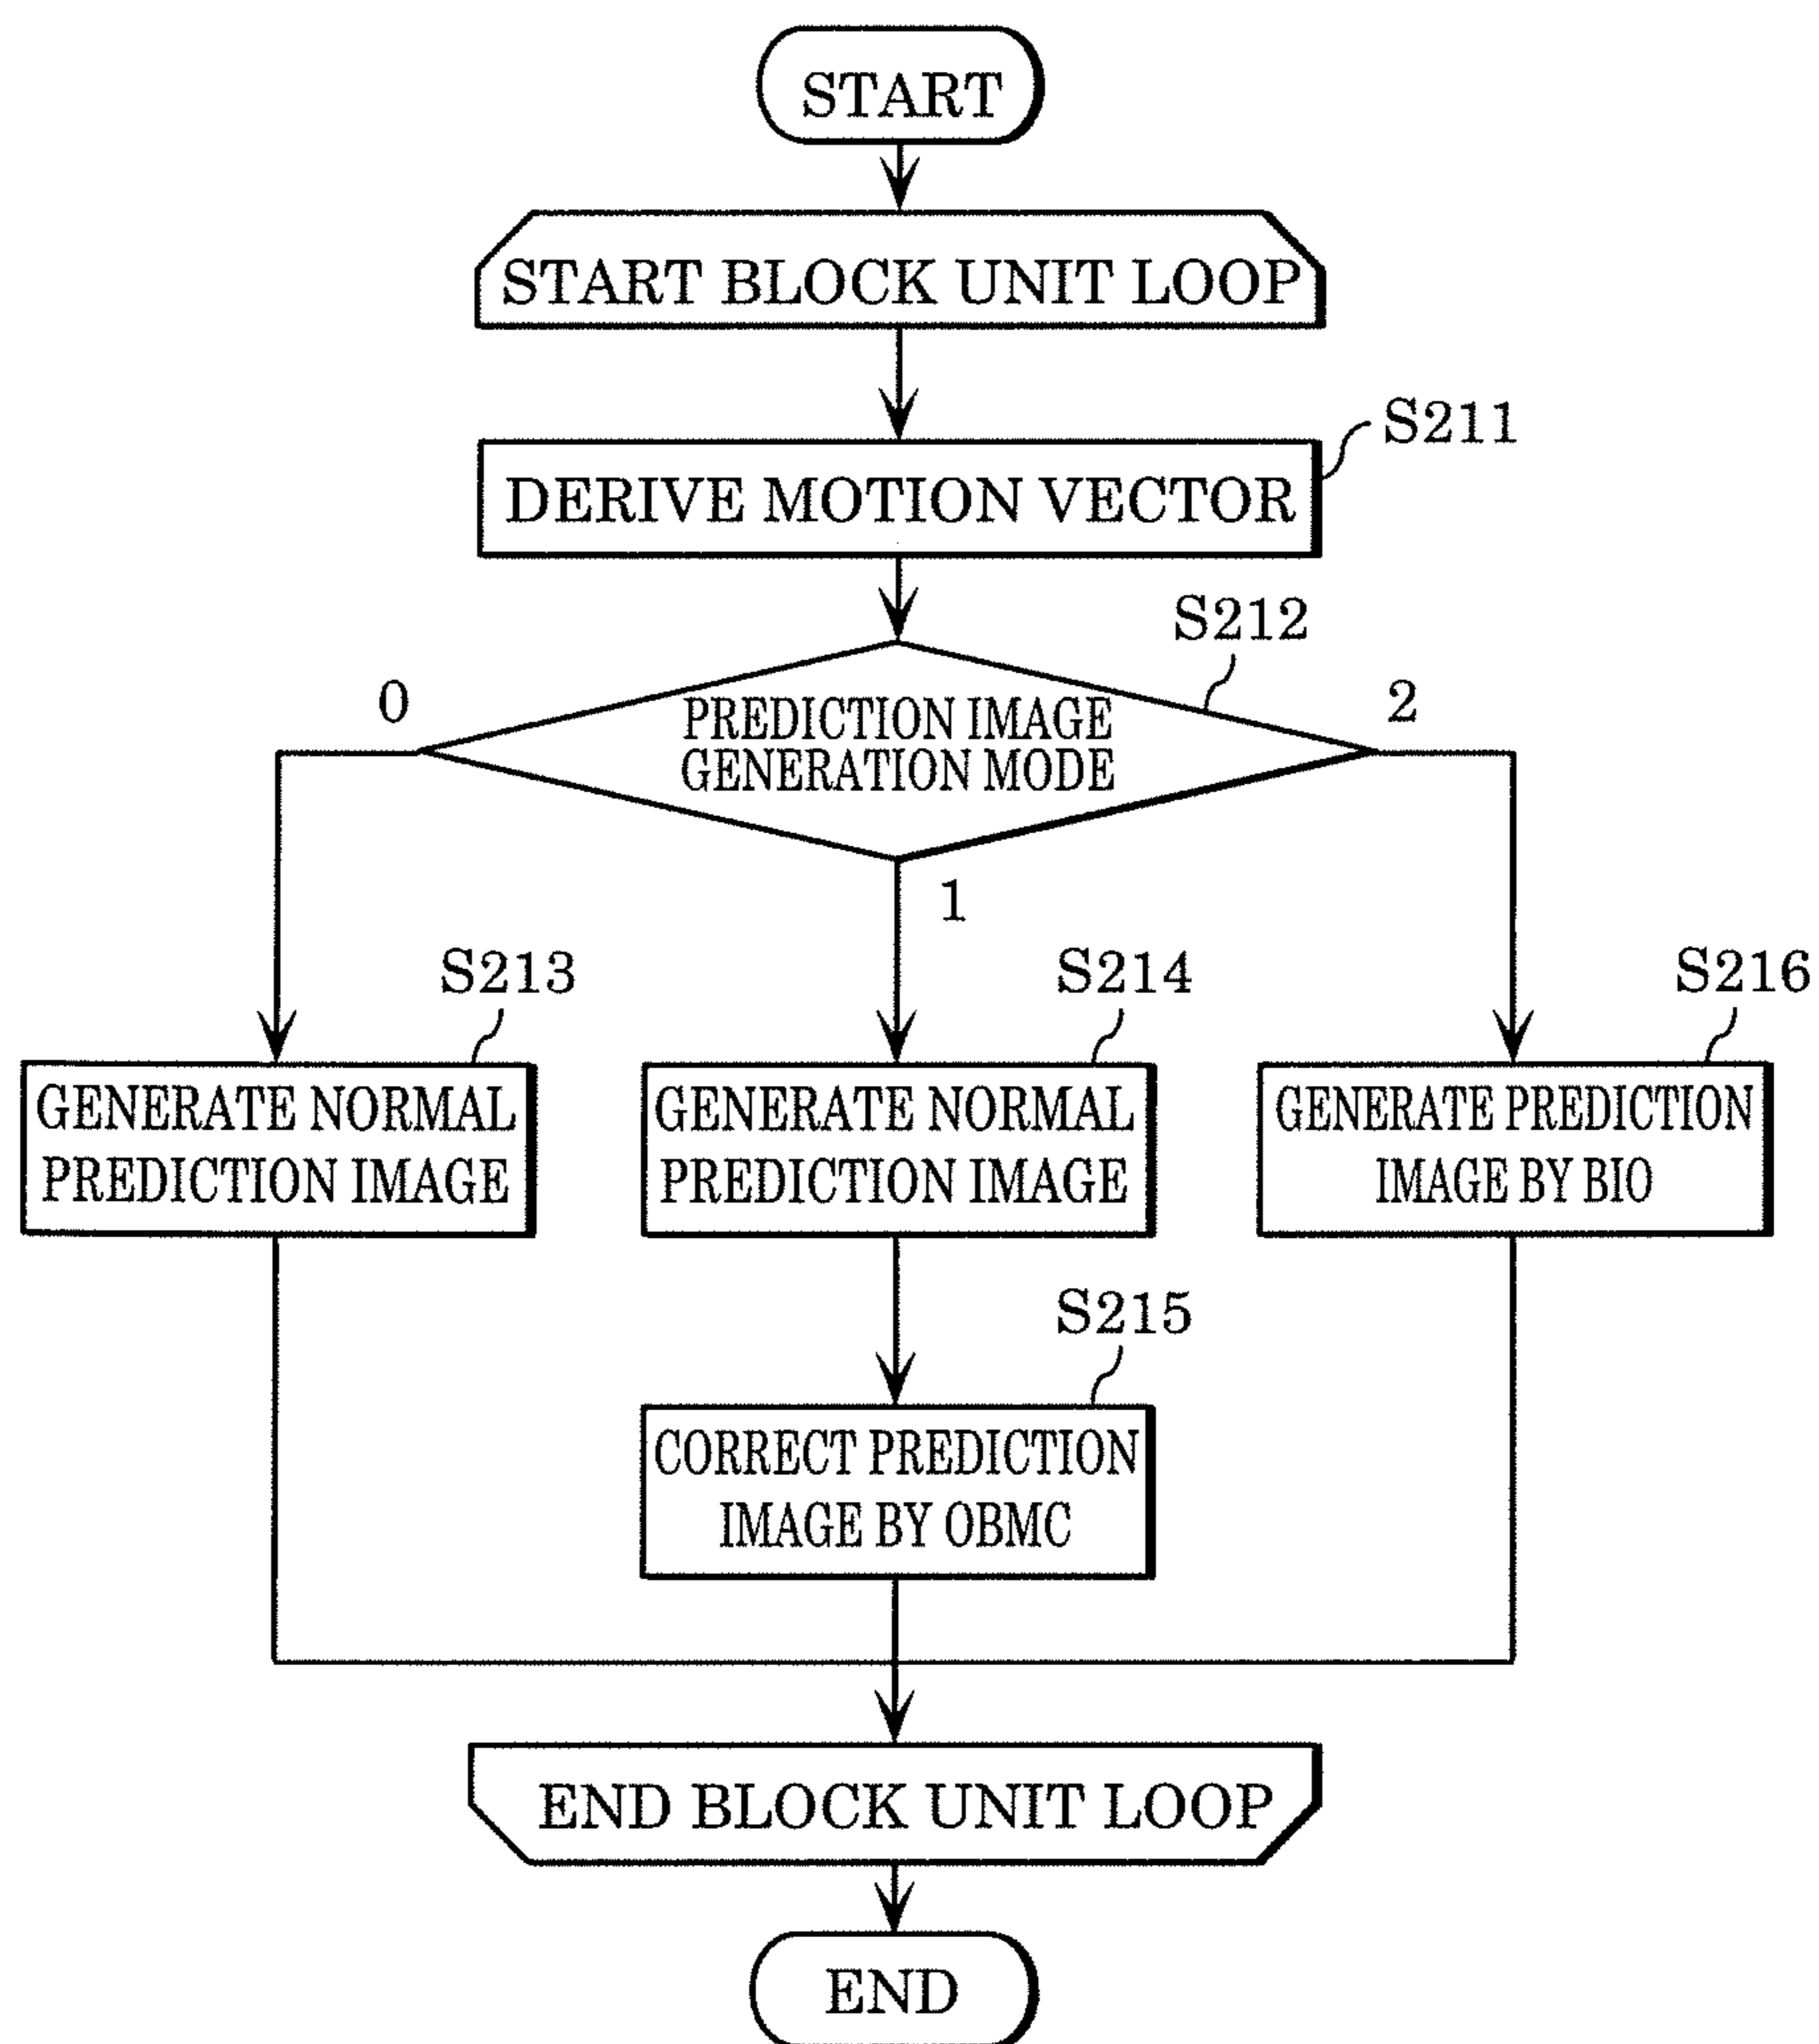 START
START BLOCK UNIT LOOP
S211
DERIVE MOTION VECTOR
S212
0
2
PREDICTION IMAGE
GENERATION MODE
1
S213
S214
S216
GENERATE NORMAL
PREDICTION IMAGE
GENERATE NORMAL
PREDICTION IMAGE
GENERATE PREDICTION
IMAGE BY BIO
S215
CORRECT PREDICTION
IMAGE BY OBMC
END BLOCK UNIT LOOP
END